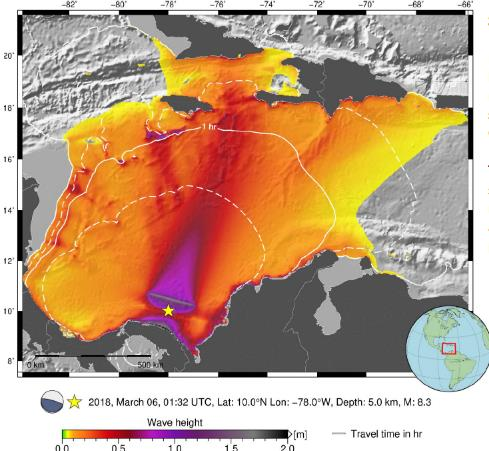 −82° −80° −78° −76° −74° −72° −70° −68° −66°
20°
18°
1 hr
16°
14°
12°
10°
8°
0 km 500 km
2018, March 06, 01:32 UTC, Lat: 10.0°N Lon: −78.0°W, Depth: 5.0 km, M: 8.3
Wave height
0.0 0.5 1.0 1.5 2.0 [m] Travel time in hr